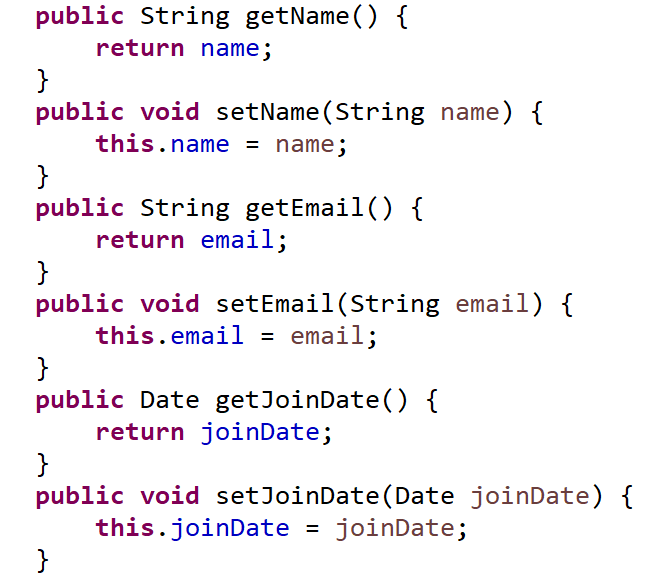 public String getName() {
    return name;
}
public void setName(String name) {
    this.name = name;
}
public String getEmail() {
    return email;
}
public void setEmail(String email) {
    this.email = email;
}
public Date getJoinDate() {
    return joinDate;
}
public void setJoinDate(Date joinDate) {
    this.joinDate = joinDate;
}